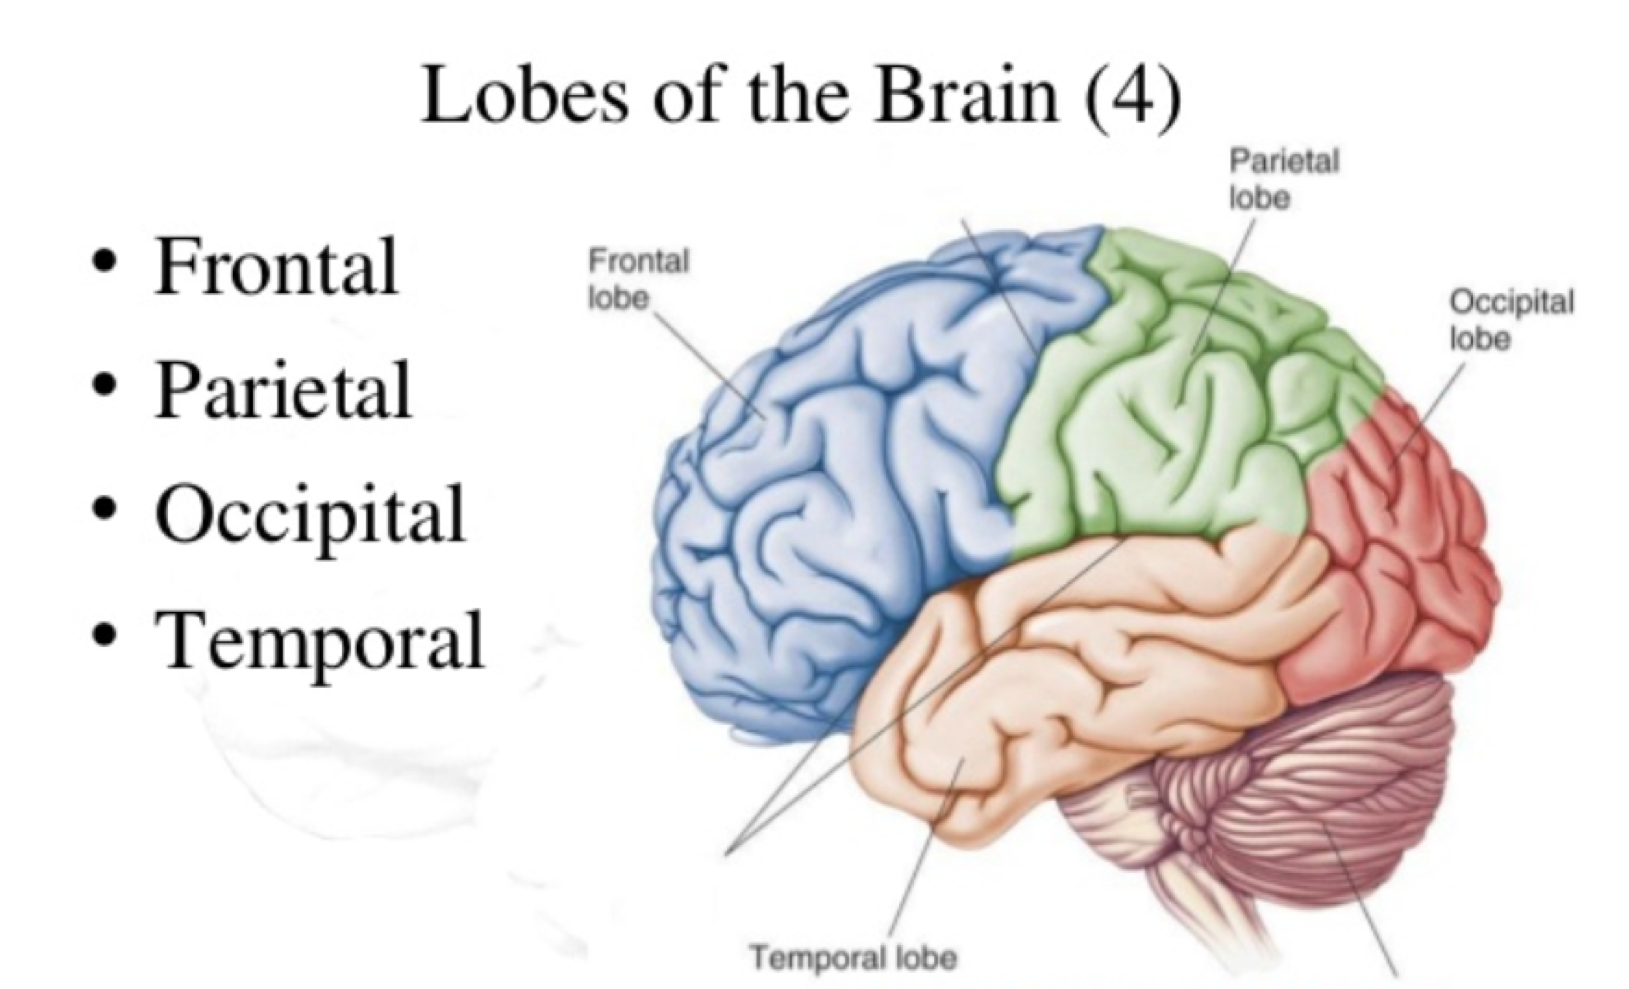 Lobes of the Brain (4)
• Frontal
• Parietal
• Occipital
• Temporal
Frontal
lobe
Parietal
lobe
Occipital
lobe
Temporal lobe